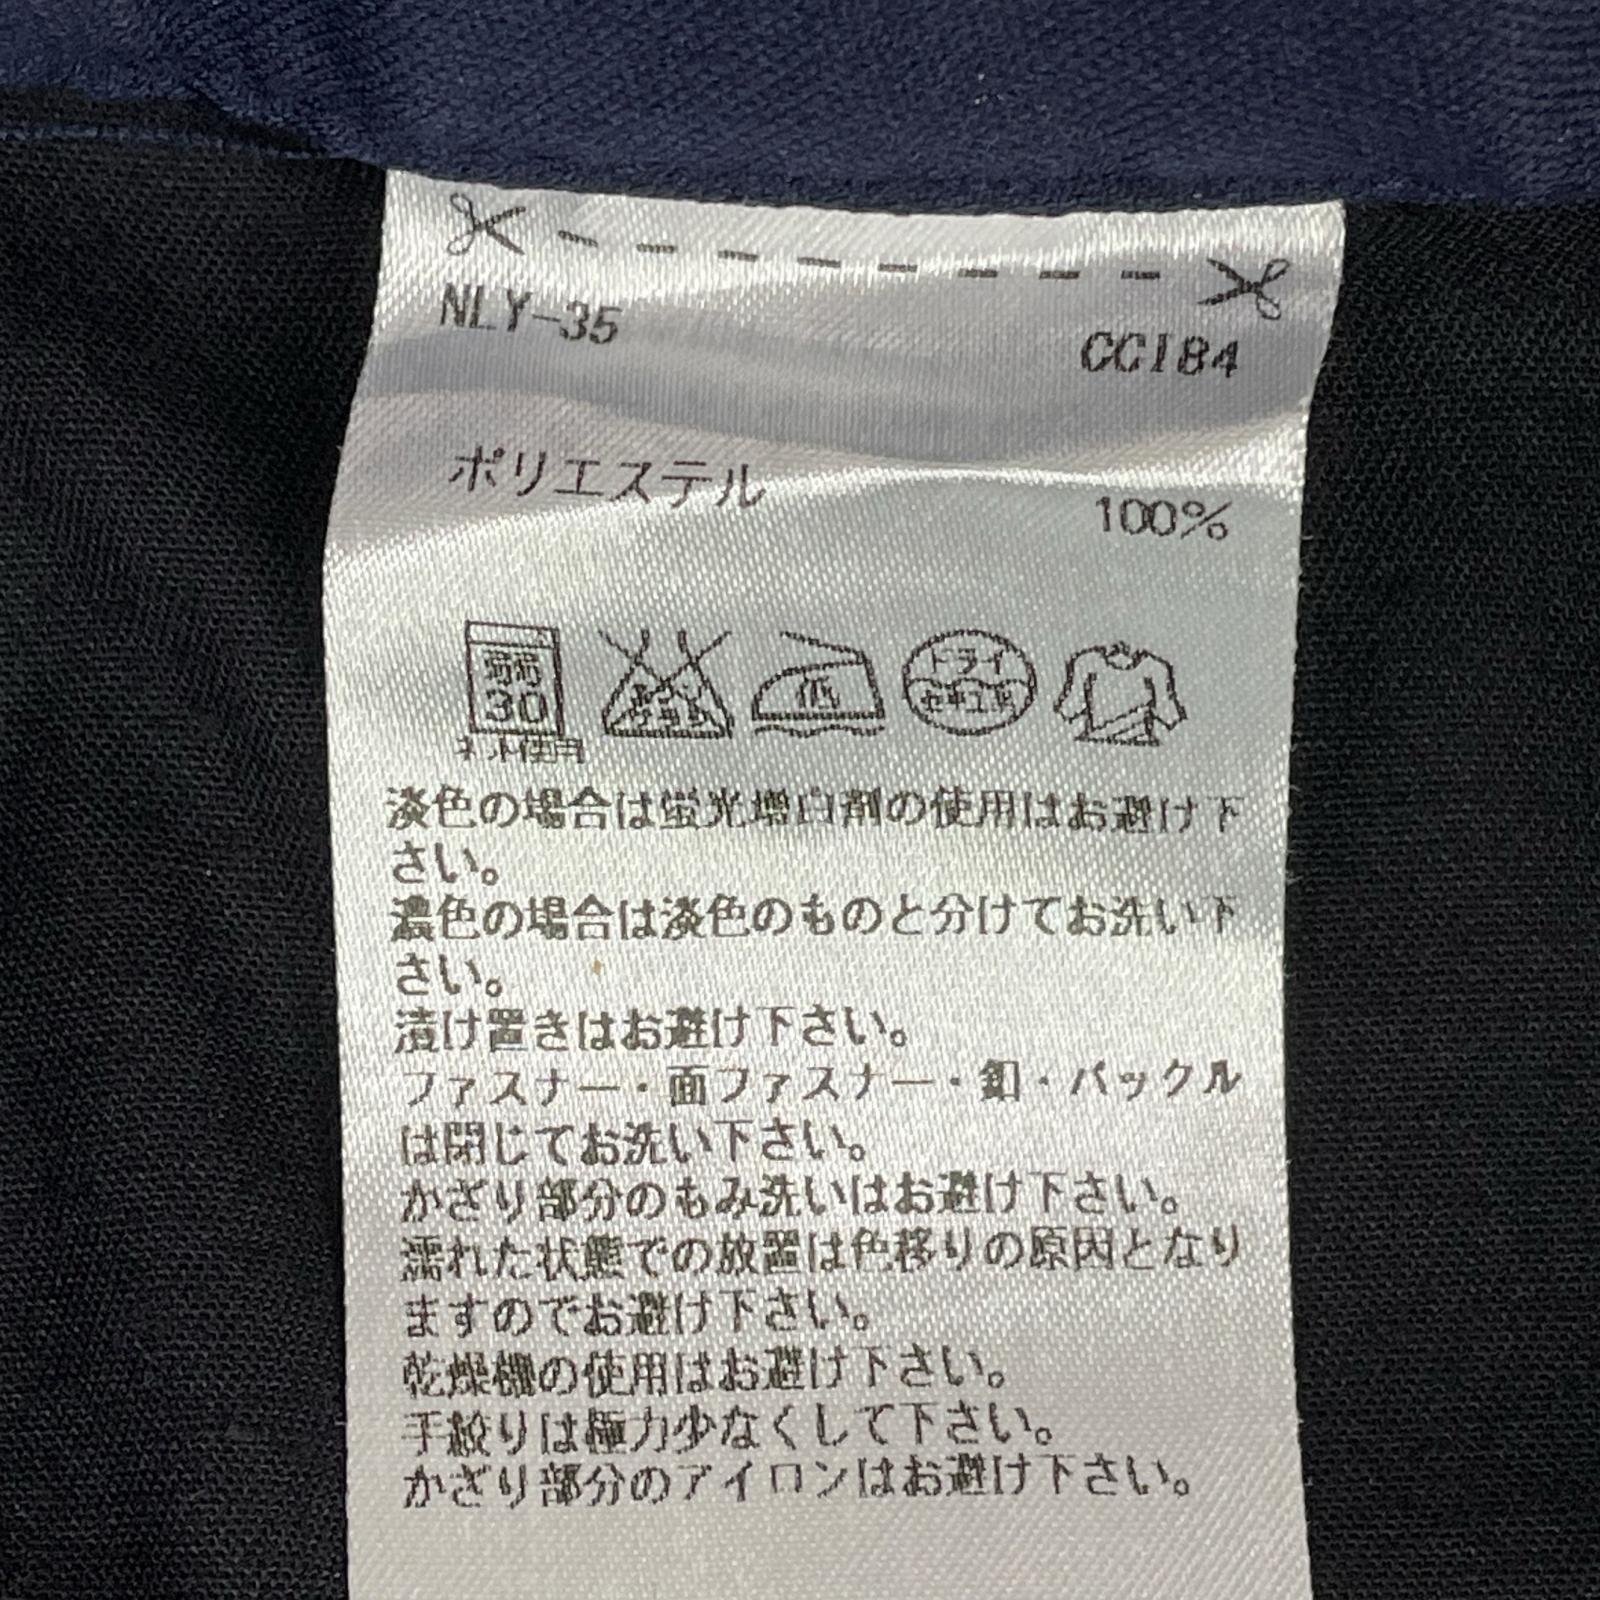 NLY-35
CCI84
ポリエステル 100%
弱
30
ネット使用
エンソ
サラシ
低
ドライ
セキユ系
淡色の場合は蛍光増白剤の使用はお避け下
さい。
濃色の場合は淡色のものと分けてお洗い下
さい。
漬け置きはお避け下さい。
ファスナー・面ファスナー・釦・バックル
は閉じてお洗い下さい。
かざり部分のもみ洗いはお避け下さい。
濡れた状態での放置は色移りの原因となり
ますのでお避け下さい。
乾燥機の使用はお避け下さい。
手絞りは極力少なくして下さい。
かざり部分のアイロンはお避け下さい。